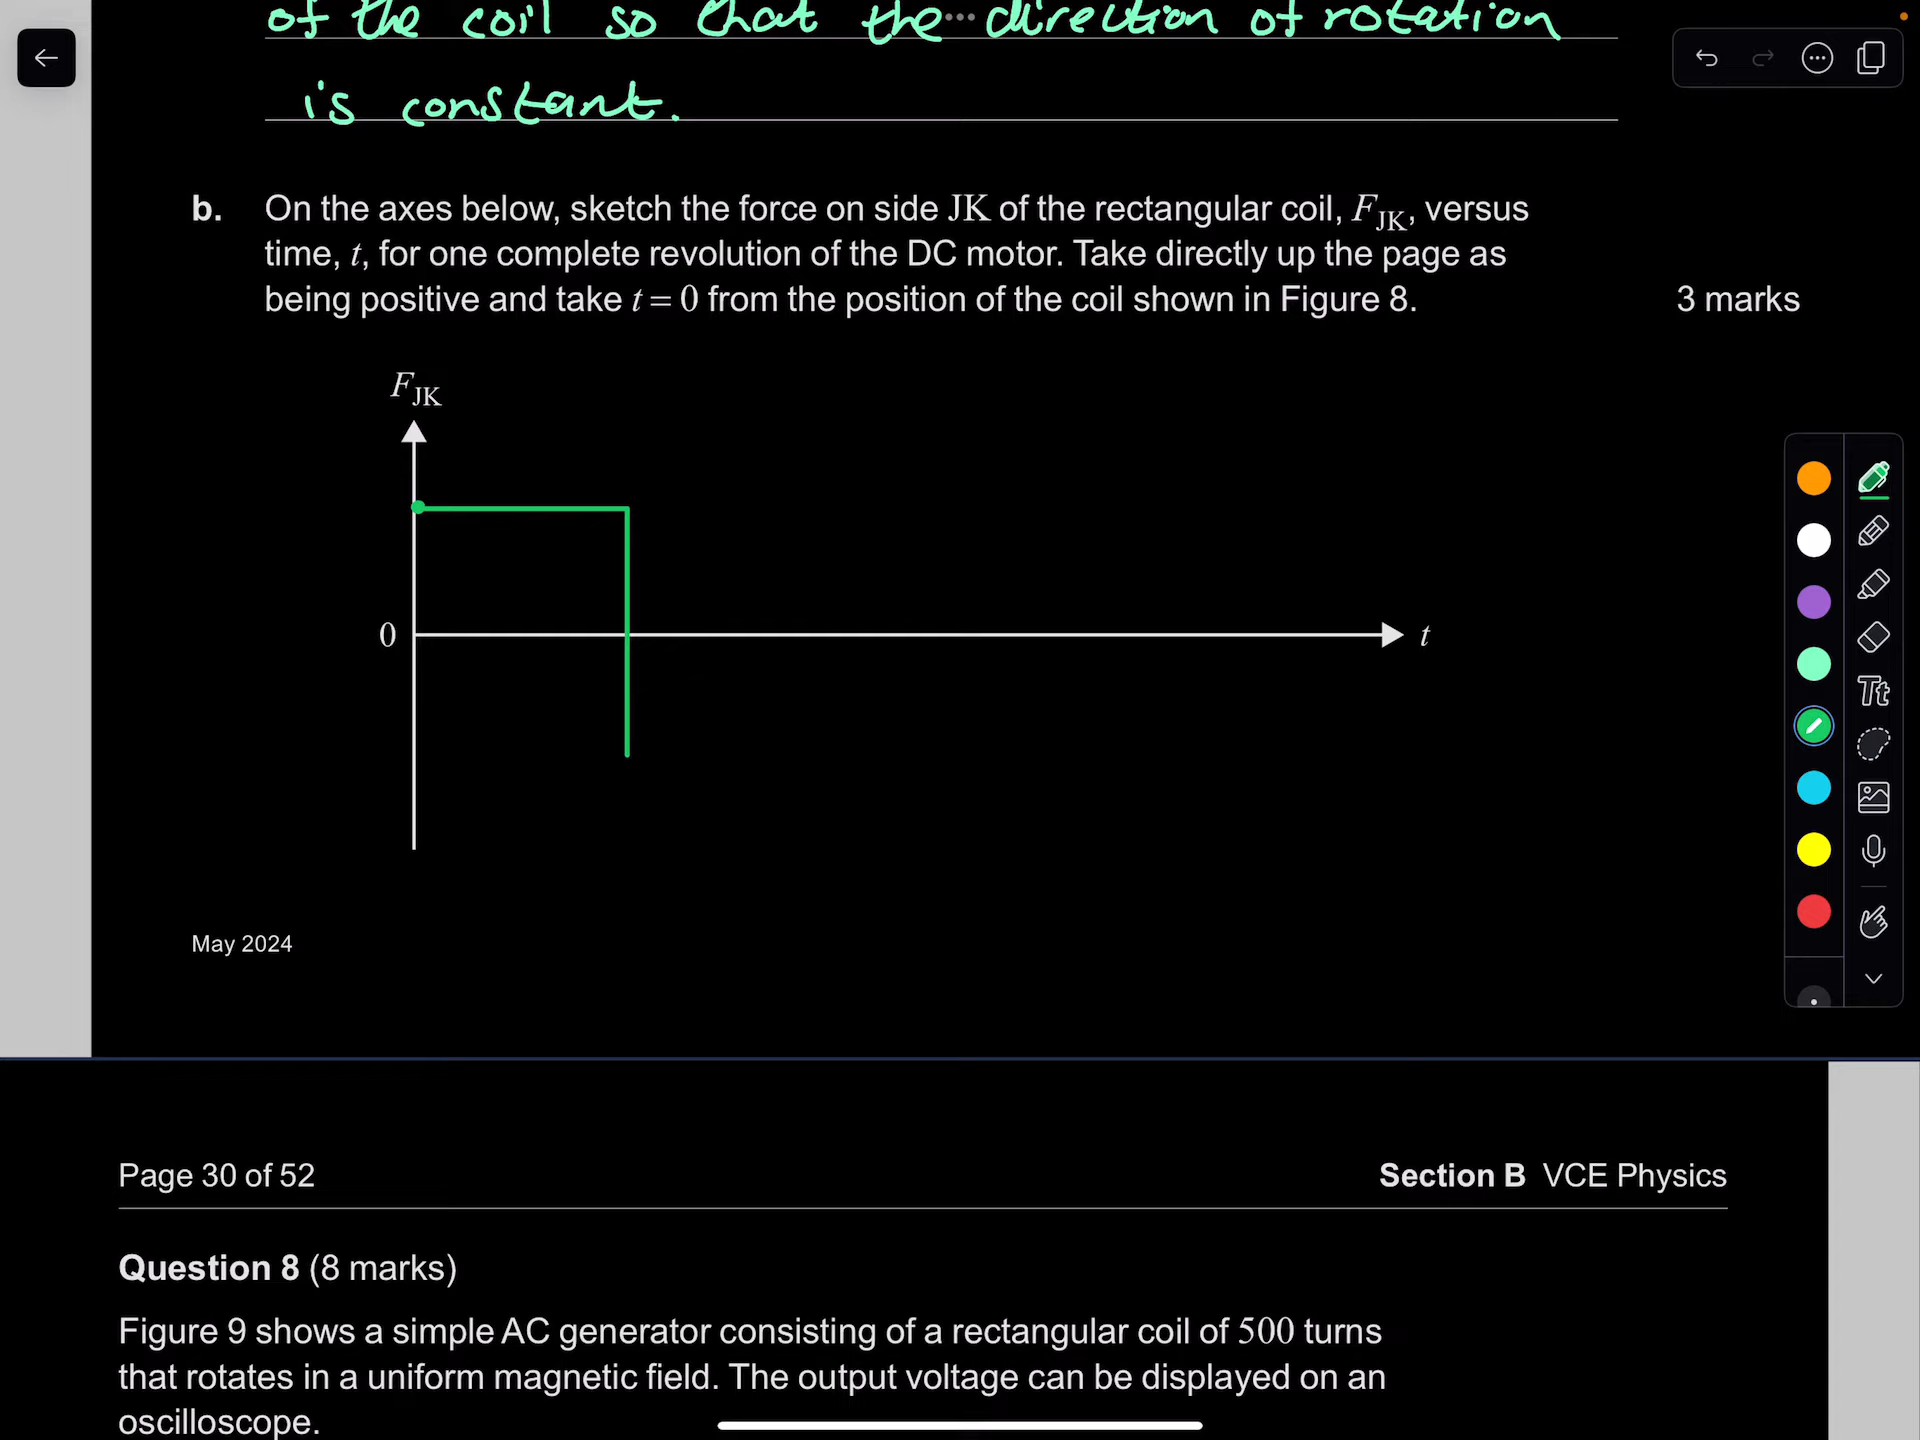 of the coil so that the direction of rotation
is constant.
b. On the axes below, sketch the force on side JK of the rectangular coil, F_JK, versus
time, t, for one complete revolution of the DC motor. Take directly up the page as
being positive and take t = 0 from the position of the coil shown in Figure 8. 3 marks
F_JK
0 t
Tt
May 2024
Page 30 of 52 Section B VCE Physics
Question 8 (8 marks)
Figure 9 shows a simple AC generator consisting of a rectangular coil of 500 turns
that rotates in a uniform magnetic field. The output voltage can be displayed on an
oscilloscope.